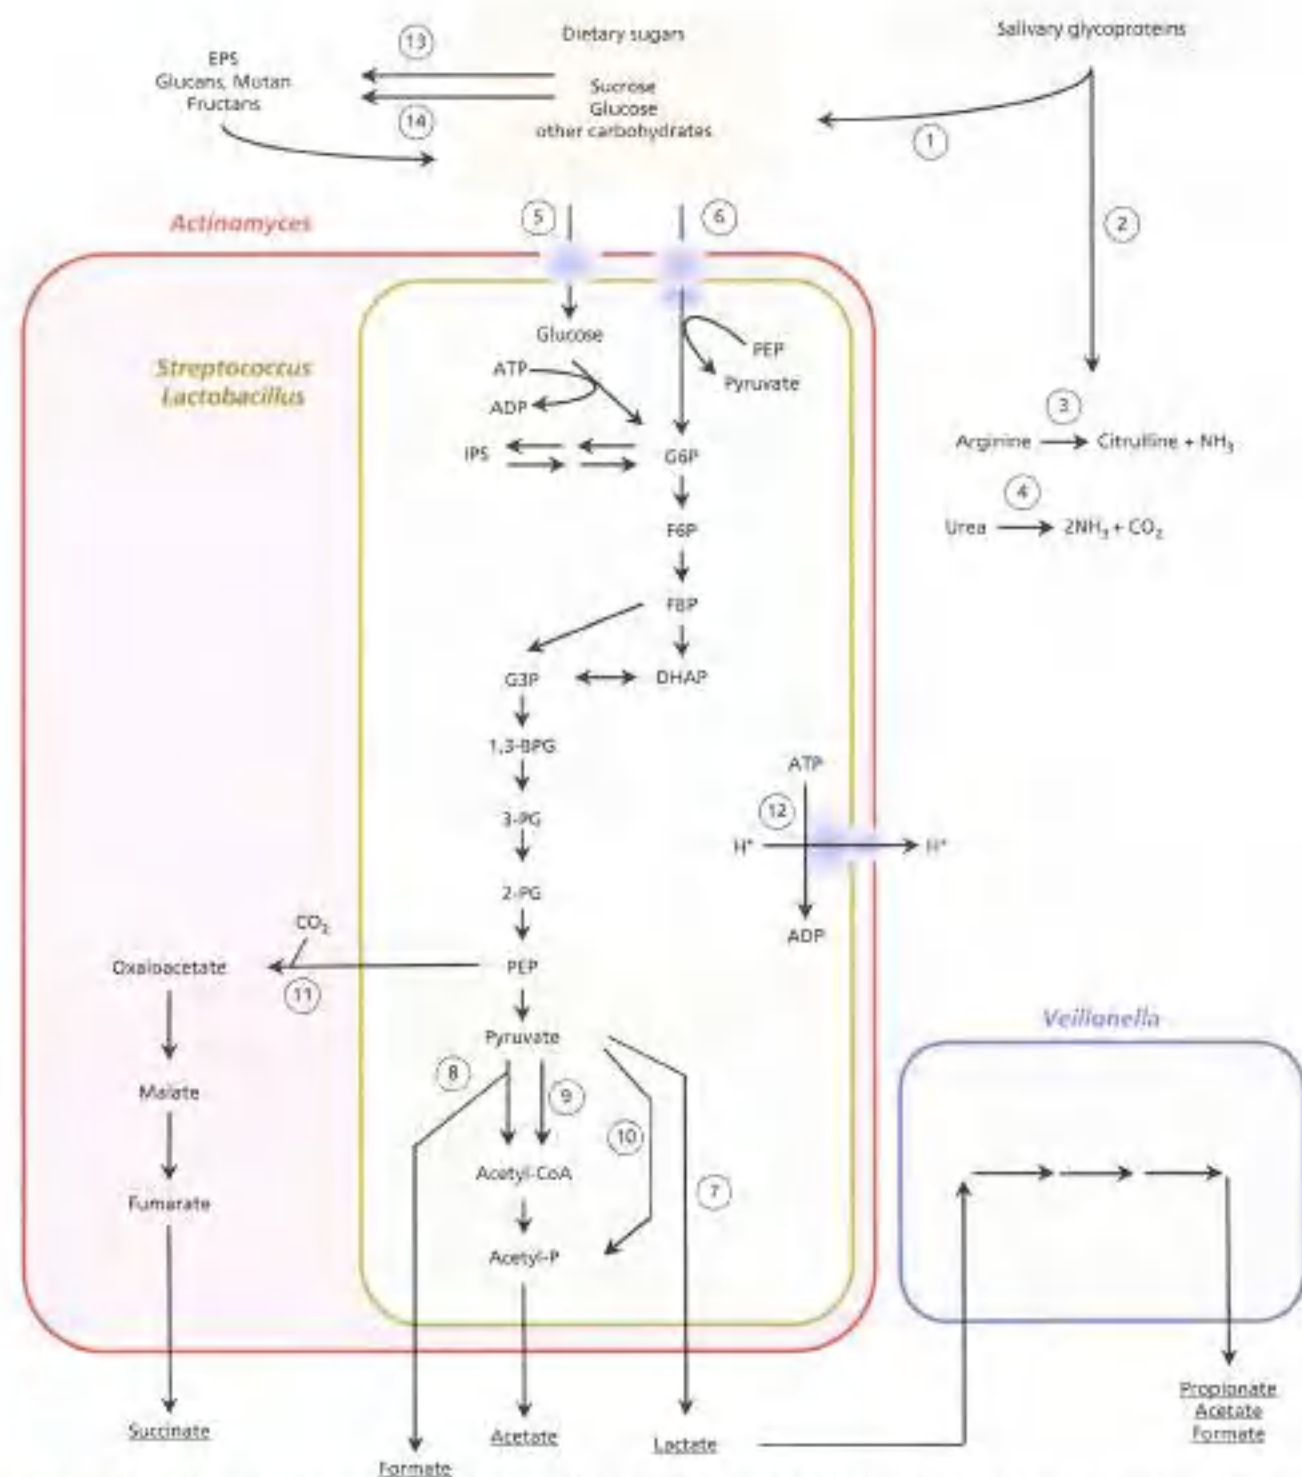 13
Dietary sugars
Salivary glycoproteins
EPS
Glucans, Mutan
Fructans
Sucrose
Glucose
other carbohydrates
14
1
5
6
2
Actinomyces
Glucose
Streptococcus
Lactobacillus
ATP
ADP
PEP
Pyruvate
3
IPS
G6P
Arginine
Citrulline + NH₃
4
Urea
2NH₃ + CO₂
F6P
FBP
G3P
DHAP
1,3-BPG
ATP
12
3-PG
H⁺
H⁺
2-PG
ADP
CO₂
Oxaloacetate
PEP
11
Pyruvate
Veillonella
8
9
10
Malate
Acetyl-CoA
7
Fumarate
Acetyl-P
Succinate
Formate
Acetate
Lactate
Propionate
Acetate
Formate